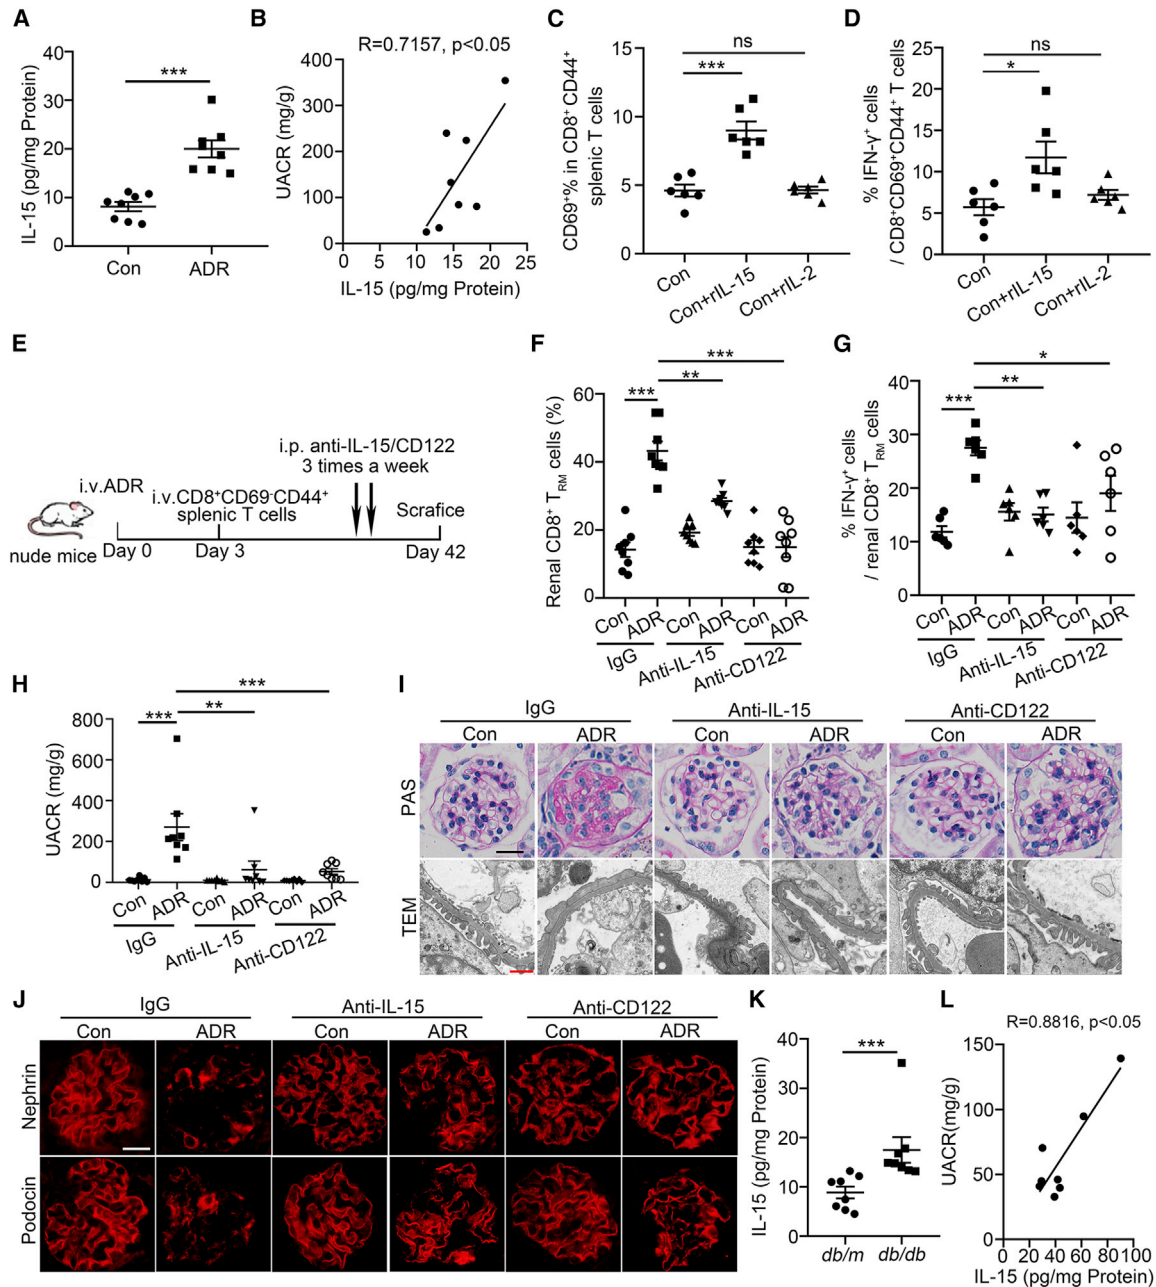 A
IL-15 (pg/mg Protein)
40
30
20
10
0
***
Con
ADR
B
R=0.7157, p<0.05
UACR (mg/g)
400
300
200
100
0
0 5 10 15 20 25
IL-15 (pg/mg Protein)
C
CD69⁺% in CD8⁺ CD44⁺
splenic T cells
15
10
5
0
ns
***
Con
Con+rIL-15
Con+rIL-2
D
% IFN-γ⁺ cells
/ CD8⁺CD69⁺CD44⁺ T cells
25
20
15
10
5
0
ns
*
Con
Con+rIL-15
Con+rIL-2
E
i.p. anti-IL-15/CD122
3 times a week
i.v.ADR
i.v.CD8⁺CD69⁻CD44⁺
splenic T cells
Scrafice
nude mice
Day 0
Day 3
Day 42
F
Renal CD8⁺ T_RM cells (%)
60
40
20
0
***
**
***
Con ADR Con ADR Con ADR
IgG Anti-IL-15 Anti-CD122
G
% IFN-γ⁺ cells
/ renal CD8⁺ T_RM cells
40
30
20
10
0
*
**
***
Con ADR Con ADR Con ADR
IgG Anti-IL-15 Anti-CD122
H
UACR (mg/g)
800
600
400
200
0
***
**
***
Con ADR Con ADR Con ADR
IgG Anti-IL-15 Anti-CD122
I
IgG Anti-IL-15 Anti-CD122
Con ADR Con ADR Con ADR
PAS
TEM
J
IgG Anti-IL-15 Anti-CD122
Con ADR Con ADR Con ADR
Nephrin
Podocin
K
IL-15 (pg/mg Protein)
40
30
20
10
0
***
db/m
db/db
L
R=0.8816, p<0.05
UACR(mg/g)
150
100
50
0
0 20 40 60 80 100
IL-15 (pg/mg Protein)